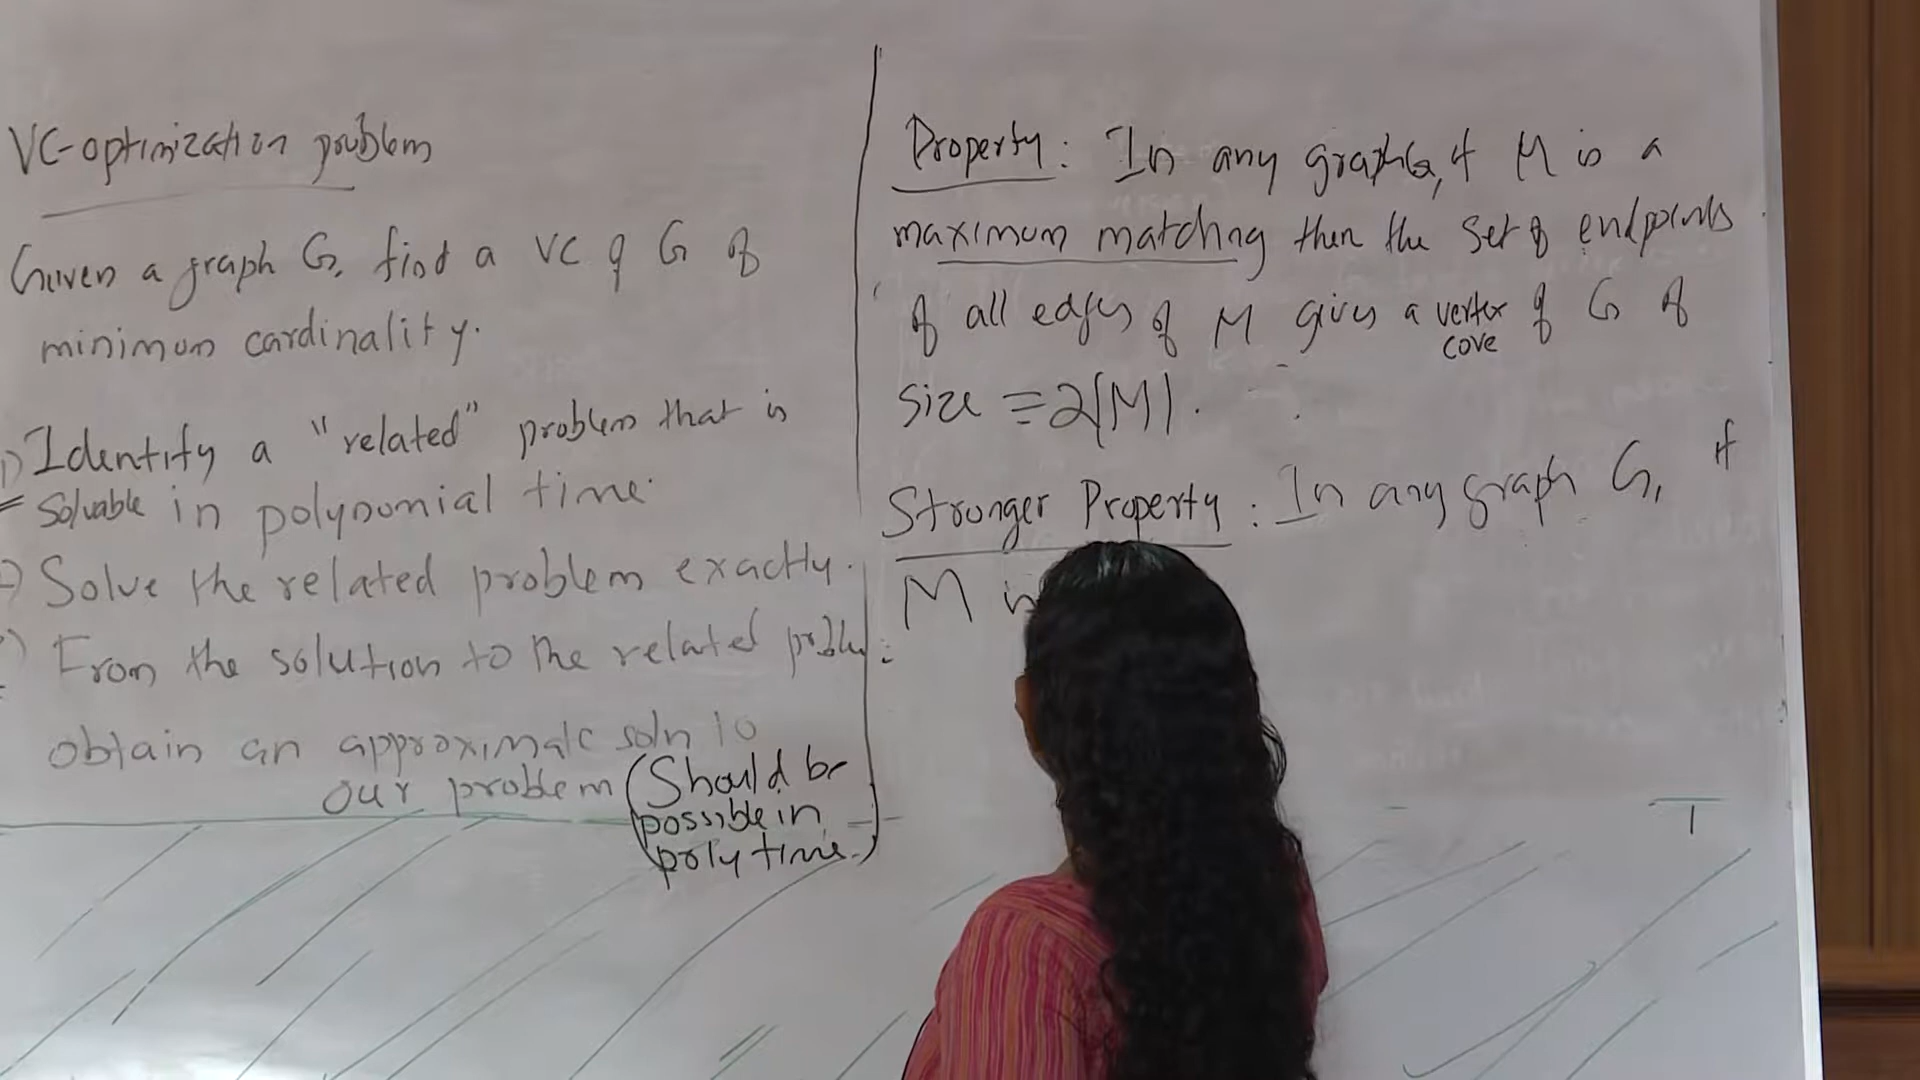 VC-optimization problem
Given a graph G, find a VC of G of
minimum cardinality.
1) Identify a "related" problem that is
solvable in polynomial time.
2) Solve the related problem exactly.
From the solution to the related
obtain an approximate soln to
our problem (Should be
possible in
poly time.)
Property: In any graph G, if M is a
maximum matching then the set of endpoints
of all edges of M gives a vertex of G of
cove
size = 2|M|.
Stronger Property: In any graph G, if
M is